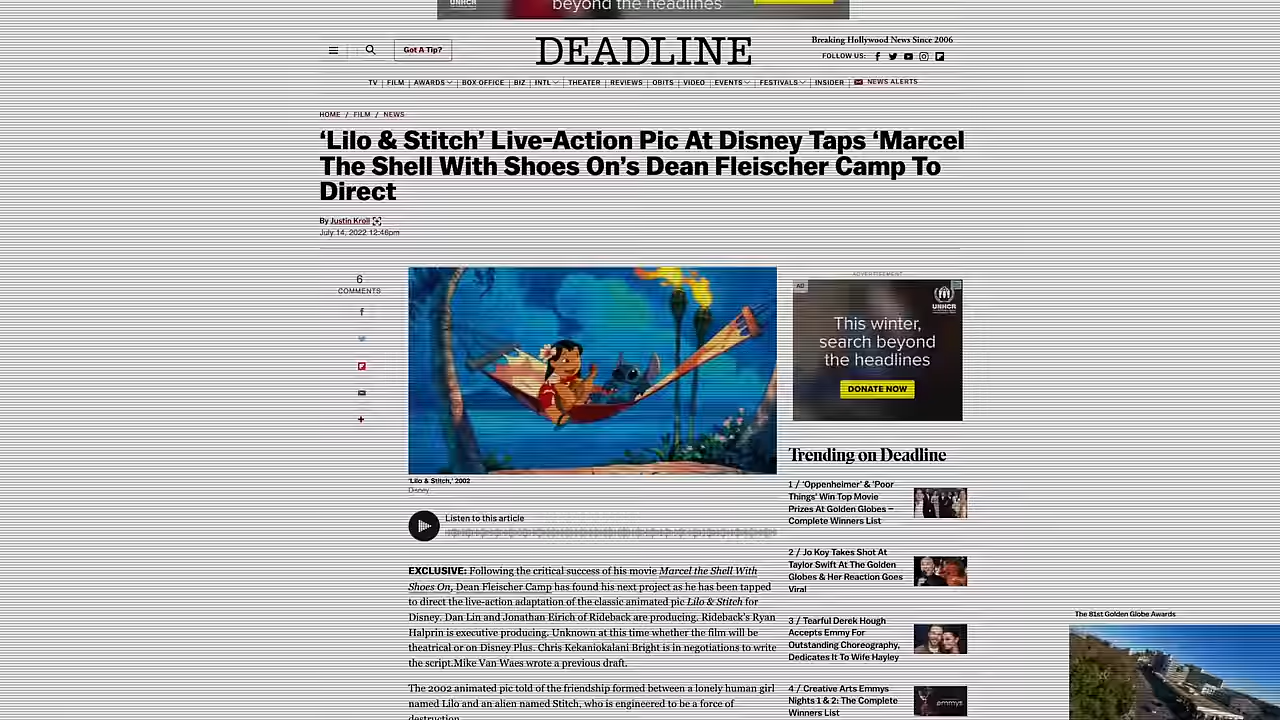 UNHCR
beyond the headlines
Got A Tip?
DEADLINE
Breaking Hollywood News Since 2006
FOLLOW US:
TV | FILM | AWARDS | BOX OFFICE | BIZ | INTL | THEATER | REVIEWS | OBITS | VIDEO | EVENTS | FESTIVALS | INSIDER | NEWS ALERTS
HOME / FILM / NEWS
‘Lilo & Stitch’ Live-Action Pic At Disney Taps ‘Marcel
The Shell With Shoes On’s Dean Fleischer Camp To
Direct
By Justin Kroll
July 14, 2022 12:46pm
6
COMMENTS
'Lilo & Stitch,' 2002
Disney
Listen to this article
EXCLUSIVE: Following the critical success of his movie Marcel the Shell With
Shoes On, Dean Fleischer Camp has found his next project as he has been tapped
to direct the live-action adaptation of the classic animated pic Lilo & Stitch for
Disney. Dan Lin and Jonathan Eirich of Rideback are producing. Rideback's Ryan
Halprin is executive producing. Unknown at this time whether the film will be
theatrical or on Disney Plus. Chris Kekaniokalani Bright is in negotiations to write
the script.Mike Van Waes wrote a previous draft.
The 2002 animated pic told of the friendship formed between a lonely human girl
named Lilo and an alien named Stitch, who is engineered to be a force of
destruction.
ADVERTISEMENT
AD
UNHCR
This winter,
search beyond
the headlines
DONATE NOW
Trending on Deadline
1 / ‘Oppenheimer’ & ‘Poor
Things’ Win Top Movie
Prizes At Golden Globes –
Complete Winners List
2 / Jo Koy Takes Shot At
Taylor Swift At The Golden
Globes & Her Reaction Goes
Viral
3 / Tearful Derek Hough
Accepts Emmy For
Outstanding Choreography,
Dedicates It To Wife Hayley
4 / Creative Arts Emmys
Nights 1 & 2: The Complete
Winners List
emmys
The 81st Golden Globe Awards